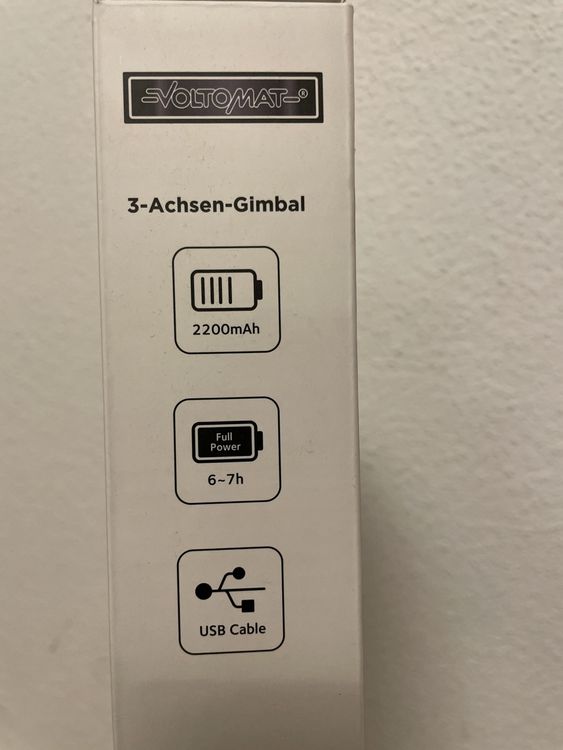 VOLTOMAT®
3-Achsen-Gimbal
2200mAh
Full
Power
6~7h
USB Cable